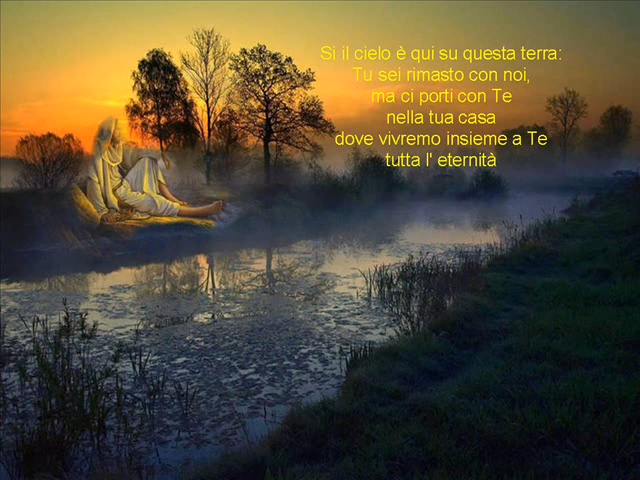 Si il cielo è qui su questa terra:
Tu sei rimasto con noi,
ma ci porti con Te
nella tua casa
dove vivremo insieme a Te
tutta l' eternità